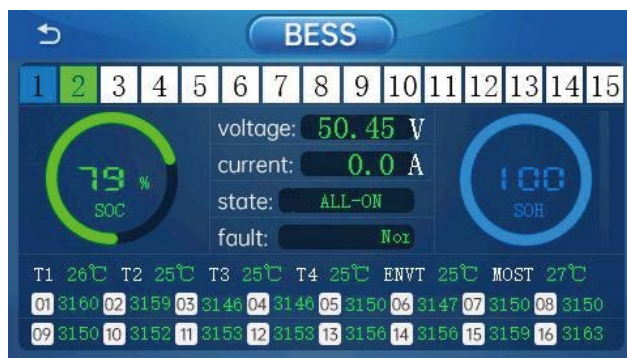 BESS
1 2 3 4 5 6 7 8 9 10 11 12 13 14 15
voltage: 50.45 V
current: 0.0 A
state: ALL-ON
fault: Nor
79 %
SOC
100
SOH
T1 26℃ T2 25℃ T3 25℃ T4 25℃ ENVT 25℃ MOST 27℃
01 3160 02 3159 03 3146 04 3146 05 3150 06 3147 07 3150 08 3150
09 3150 10 3152 11 3153 12 3153 13 3156 14 3156 15 3159 16 3163